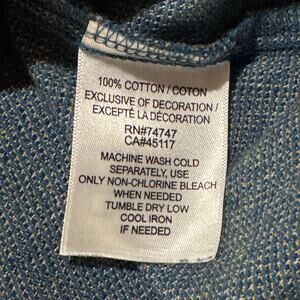 100% COTTON / COTON
EXCLUSIVE OF DECORATION /
EXCEPTÉ LA DÉCORATION
RN#74747
CA#45117
MACHINE WASH COLD
SEPARATELY, USE
ONLY NON-CHLORINE BLEACH
WHEN NEEDED
TUMBLE DRY LOW
COOL IRON
IF NEEDED